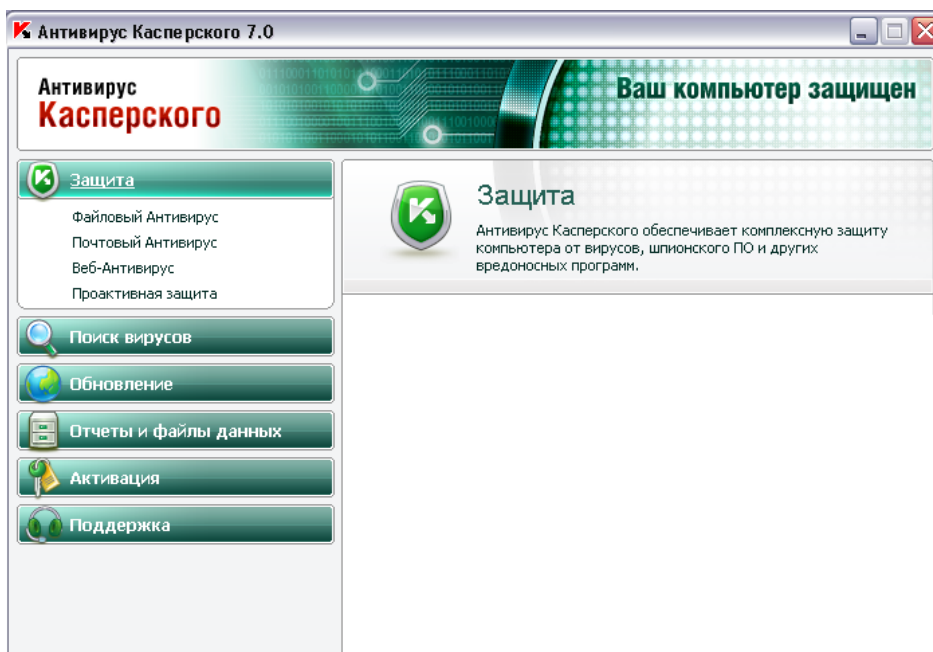 Антивирус Касперского 7.0
Антивирус
Касперского
Ваш компьютер защищен
Защита
Файловый Антивирус
Почтовый Антивирус
Веб-Антивирус
Проактивная защита
Поиск вирусов
Обновление
Отчеты и файлы данных
Активация
Поддержка
Защита
Антивирус Касперского обеспечивает комплексную защиту
компьютера от вирусов, шпионского ПО и других
вредоносных программ.